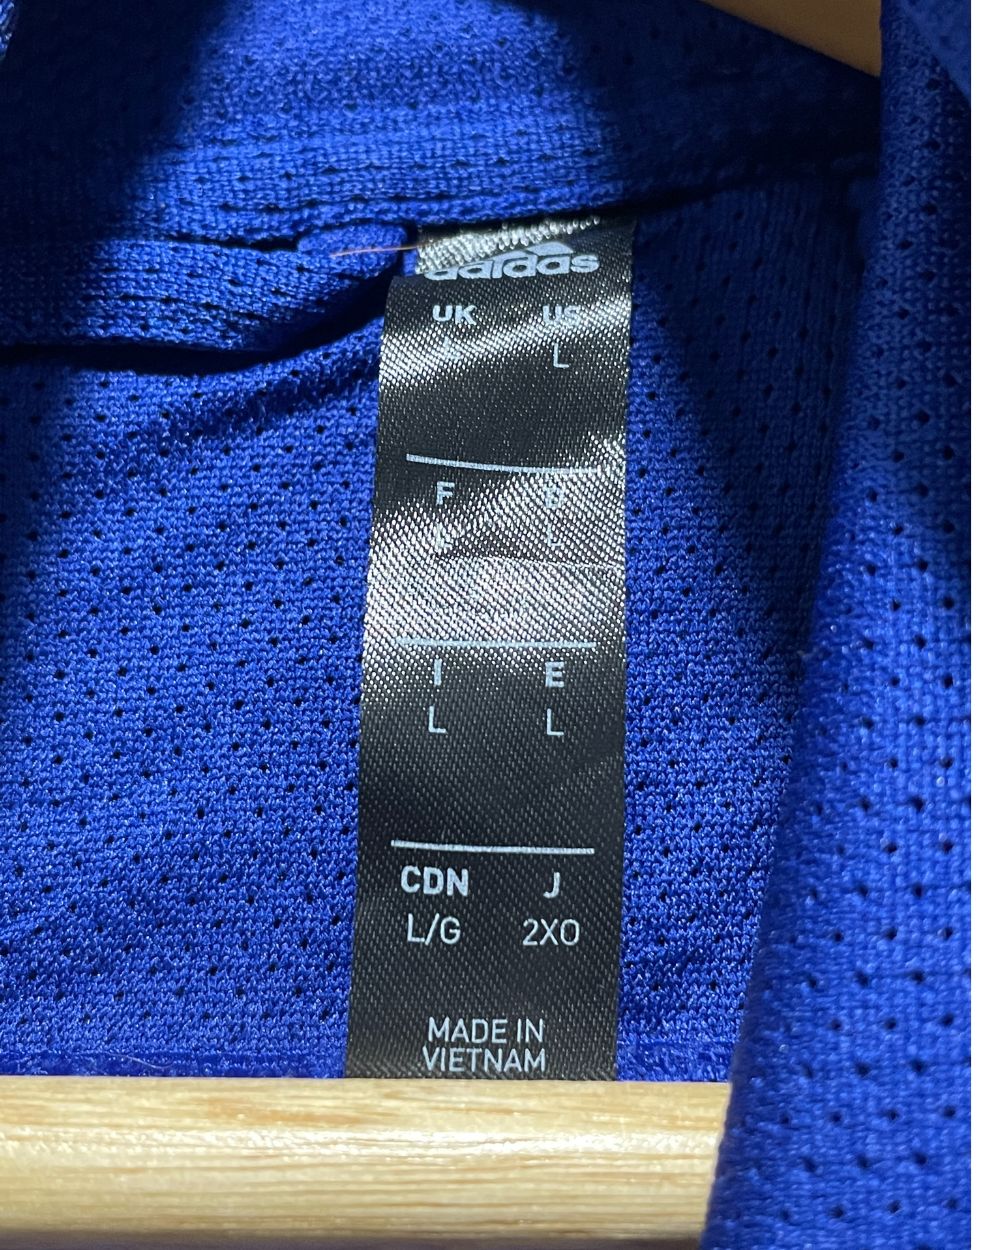 adidas
UK US
L L
F D
L L
I E
L L
CDN J
L/G 2XO
MADE IN
VIETNAM